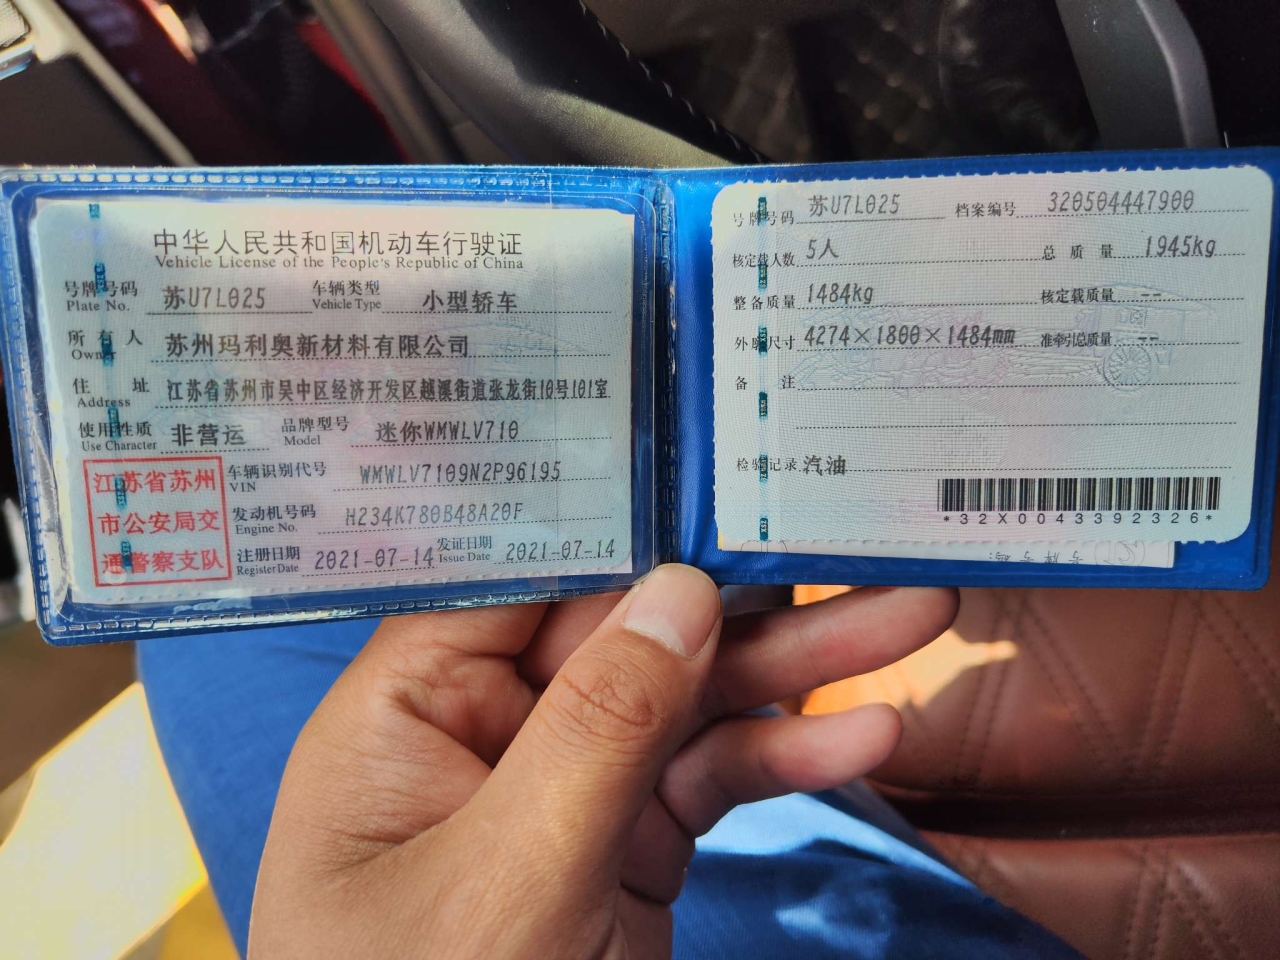 中华人民共和国机动车行驶证
Vehicle License of the People's Republic of China
号牌号码 苏U7L025 车辆类型 小型轿车
Plate No. Vehicle Type
所有人 苏州玛利奥新材料有限公司
Owner
住址 江苏省苏州市吴中区经济开发区越溪街道张龙街10号101室
Address
使用性质 非营运 品牌型号 迷你WMWLV710
Use Character Model
江苏省苏州
市公安局交
通警察支队
车辆识别代号 WMWLV7109N2P96195
VIN
发动机号码 H234K780B48A20F
Engine No.
注册日期 2021-07-14 发证日期 2021-07-14
Register Date Issue Date
号牌号码 苏U7L025 档案编号 320504447900
核定载人数 5人 总质量 1945kg
整备质量 1484kg 核定载质量 --
外廓尺寸 4274×1800×1484mm 准牵引总质量 --
备注
检验记录 汽油
*32X0043392326*